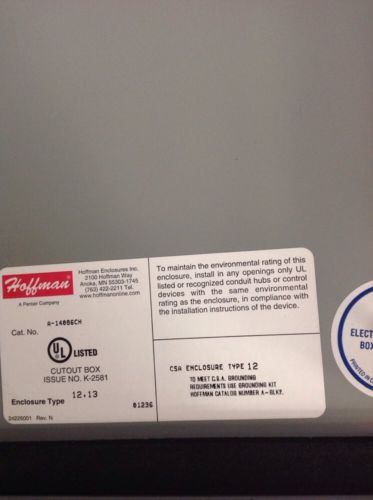 Hoffman
A Pentair Company
Hoffman Enclosures Inc.
2100 Hoffman Way
Anoka, MN 55303-1745
(763) 422-2211 Tel.
www.hoffmanonline.com
Cat. No.
A-1408ECH
UL LISTED
CUTOUT BOX
ISSUE NO. K-2581
Enclosure Type 12,13
01236
24226001 Rev. N
To maintain the environmental rating of this
enclosure, install in any openings only UL
listed or recognized conduit hubs or control
devices with the same environmental
rating as the enclosure, in compliance with
the installation instructions of the device.
CSA ENCLOSURE TYPE 12
TO MEET C.S.A. GROUNDING
REQUIREMENTS USE GROUNDING KIT
HOFFMAN CATALOG NUMBER A-GLKY.
ELECT
BOX
PRINTED IN C